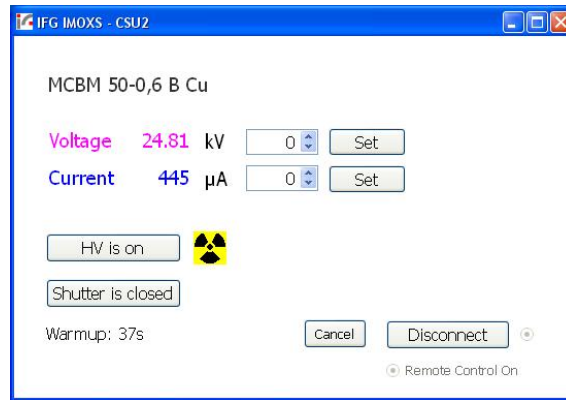 IFG IMOXS - CSU2
MCBM 50-0,6 B Cu
Voltage 24.81 kV 0 Set
Current 445 µA 0 Set
HV is on
Shutter is closed
Warmup: 37s Cancel Disconnect
Remote Control On